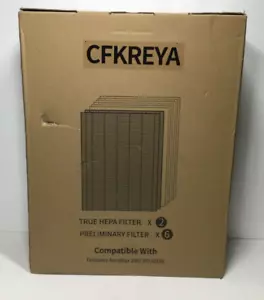 CFKREYA
TRUE HEPA FILTER X 2
PRELIMINARY FILTER X 6
Compatible With